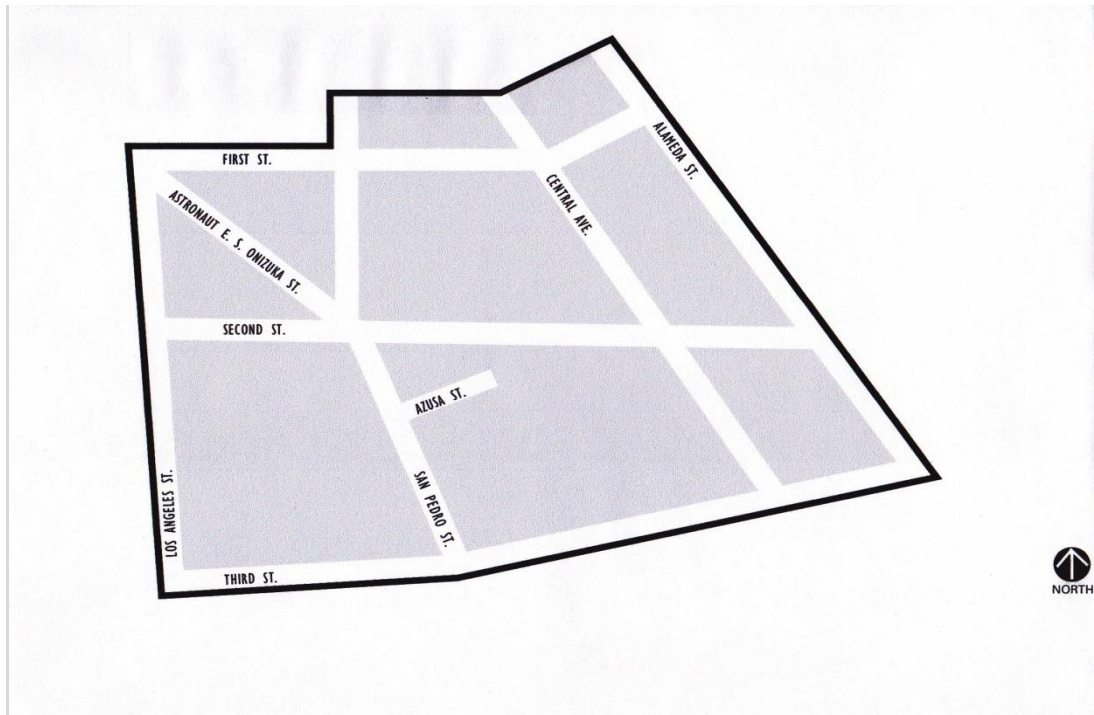 FIRST ST.
ALAMEDA ST.
CENTRAL AVE.
ASTRONAUT E. S. ONIZUKA ST.
SECOND ST.
AZUSA ST.
LOS ANGELES ST.
SAN PEDRO ST.
THIRD ST.
NORTH